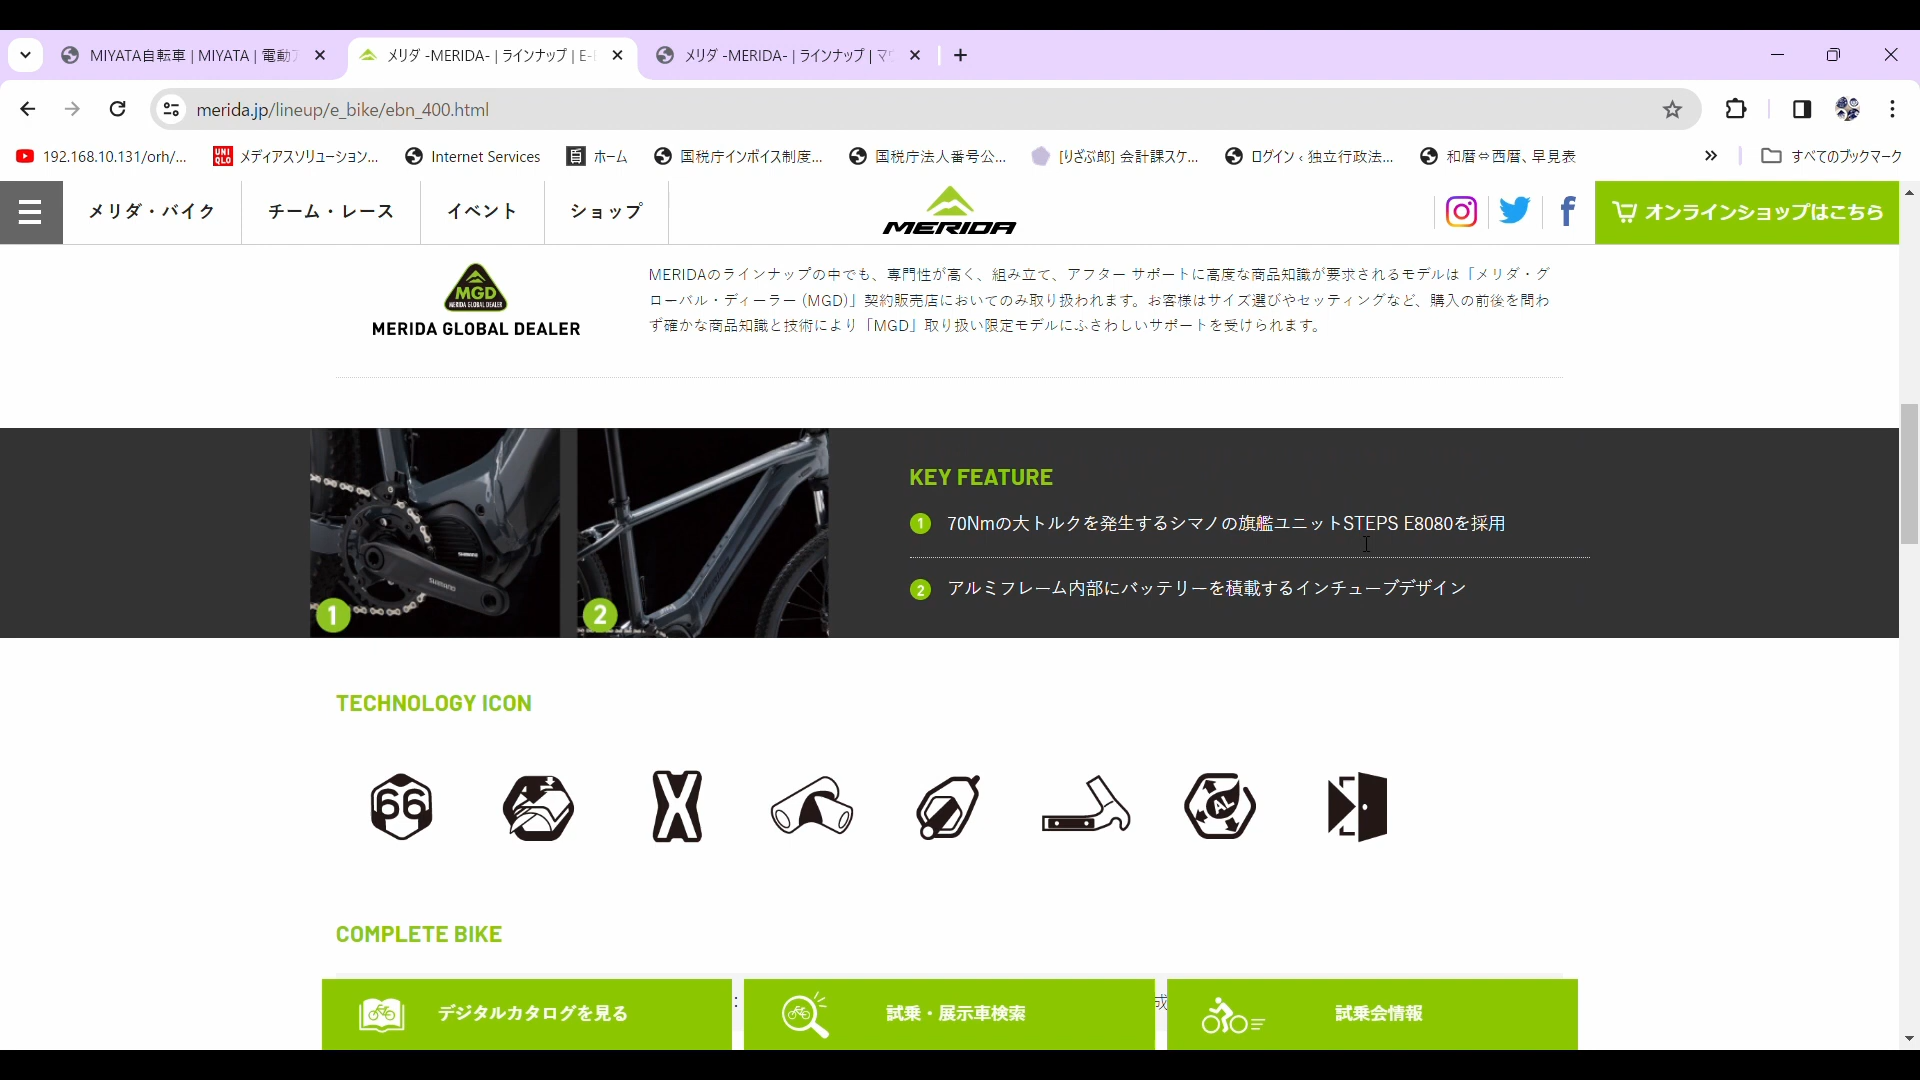 MIYATA自転車 | MIYATA | 電動ア
メリダ -MERIDA- | ラインナップ | E-
メリダ -MERIDA- | ラインナップ | マ
merida.jp/lineup/e_bike/ebn_400.html
192.168.10.131/orh/...
UNI QLO メディアスソリューション...
Internet Services
ホーム
国税庁インボイス制度...
国税庁法人番号公...
[りざぶ郎] 会計課スケ...
ログイン ‹ 独立行政法...
和暦⇔西暦、早見表
すべてのブックマーク
メリダ・バイク
チーム・レース
イベント
ショップ
MERIDA
オンラインショップはこちら
MGD
MERIDA GLOBAL DEALER
MERIDA GLOBAL DEALER
MERIDAのラインナップの中でも、専門性が高く、組み立て、アフター サポートに高度な商品知識が要求されるモデルは「メリダ・グ
ローバル・ディーラー (MGD)」契約販売店においてのみ取り扱われます。お客様はサイズ選びやセッティングなど、購入の前後を問わ
ず確かな商品知識と技術により「MGD」取り扱い限定モデルにふさわしいサポートを受けられます。
KEY FEATURE
1 70Nmの大トルクを発生するシマノの旗艦ユニットSTEPS E8080を採用
2 アルミフレーム内部にバッテリーを積載するインチューブデザイン
SHIMANO
SHIMANO
1
2
TECHNOLOGY ICON
66
X
AL
COMPLETE BIKE
:
成
デジタルカタログを見る
試乗・展示車検索
試乗会情報